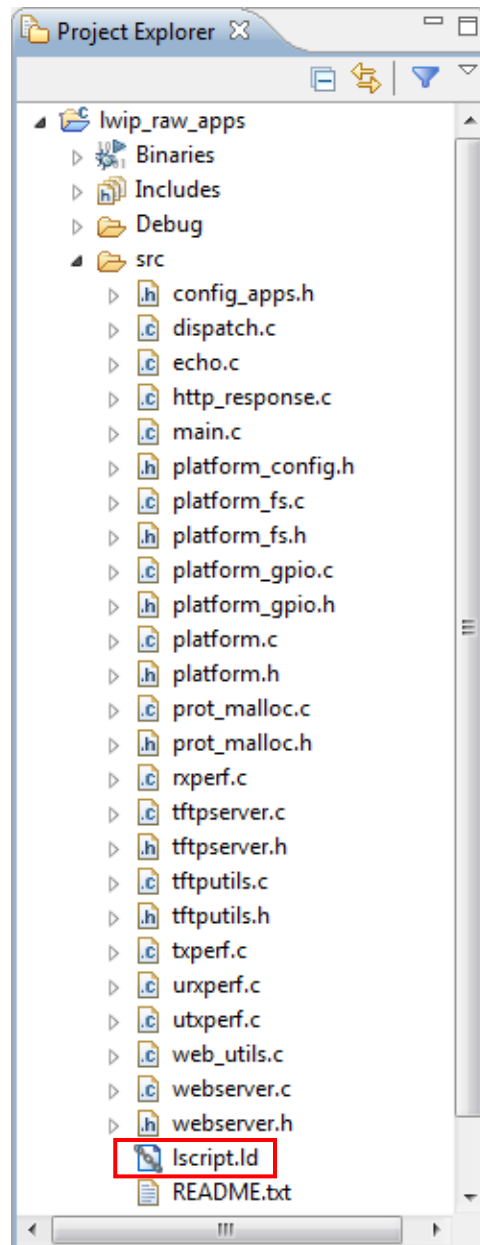 Project Explorer
lwip_raw_apps
Binaries
Includes
Debug
src
config_apps.h
dispatch.c
echo.c
http_response.c
main.c
platform_config.h
platform_fs.c
platform_fs.h
platform_gpio.c
platform_gpio.h
platform.c
platform.h
prot_malloc.c
prot_malloc.h
rxperf.c
tftpserver.c
tftpserver.h
tftputils.c
tftputils.h
txperf.c
urxperf.c
utxperf.c
web_utils.c
webserver.c
webserver.h
lscript.ld
README.txt